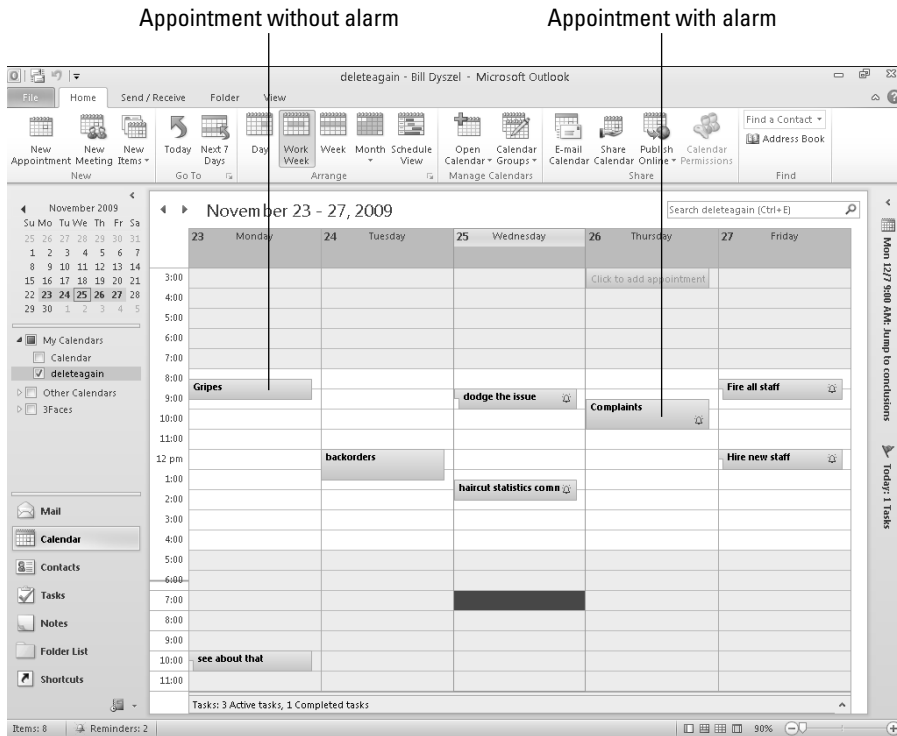 Appointment without alarm
Appointment with alarm
deleteagain - Bill Dyszel - Microsoft Outlook
File Home Send / Receive Folder View
New Appointment
New Meeting
New Items
New
Today
Next 7 Days
Go To
Day
Work Week
Week
Month
Schedule View
Arrange
Open Calendar
Calendar Groups
Manage Calendars
E-mail Calendar
Share Calendar
Publish Online
Calendar Permissions
Share
Find a Contact
Address Book
Find
November 2009
Su Mo Tu We Th Fr Sa
25 26 27 28 29 30 31
1 2 3 4 5 6 7
8 9 10 11 12 13 14
15 16 17 18 19 20 21
22 23 24 25 26 27 28
29 30 1 2 3 4 5
My Calendars
Calendar
deleteagain
Other Calendars
3Faces
Mail
Calendar
Contacts
Tasks
Notes
Folder List
Shortcuts
November 23 - 27, 2009
Search deleteagain (Ctrl+E)
23 Monday 24 Tuesday 25 Wednesday 26 Thursday 27 Friday
3:00 Click to add appointment
4:00
5:00
6:00
7:00
8:00
Gripes Fire all staff
9:00 dodge the issue
Complaints
10:00
11:00
12 pm backorders Hire new staff
1:00
haircut statistics comm
2:00
3:00
4:00
5:00
6:00
7:00
8:00
9:00
10:00 see about that
11:00
Tasks: 3 Active tasks, 1 Completed tasks
Mon 12/7 9:00 AM: Jump to conclusions
Today: 1 Tasks
Items: 8 Reminders: 2 90%